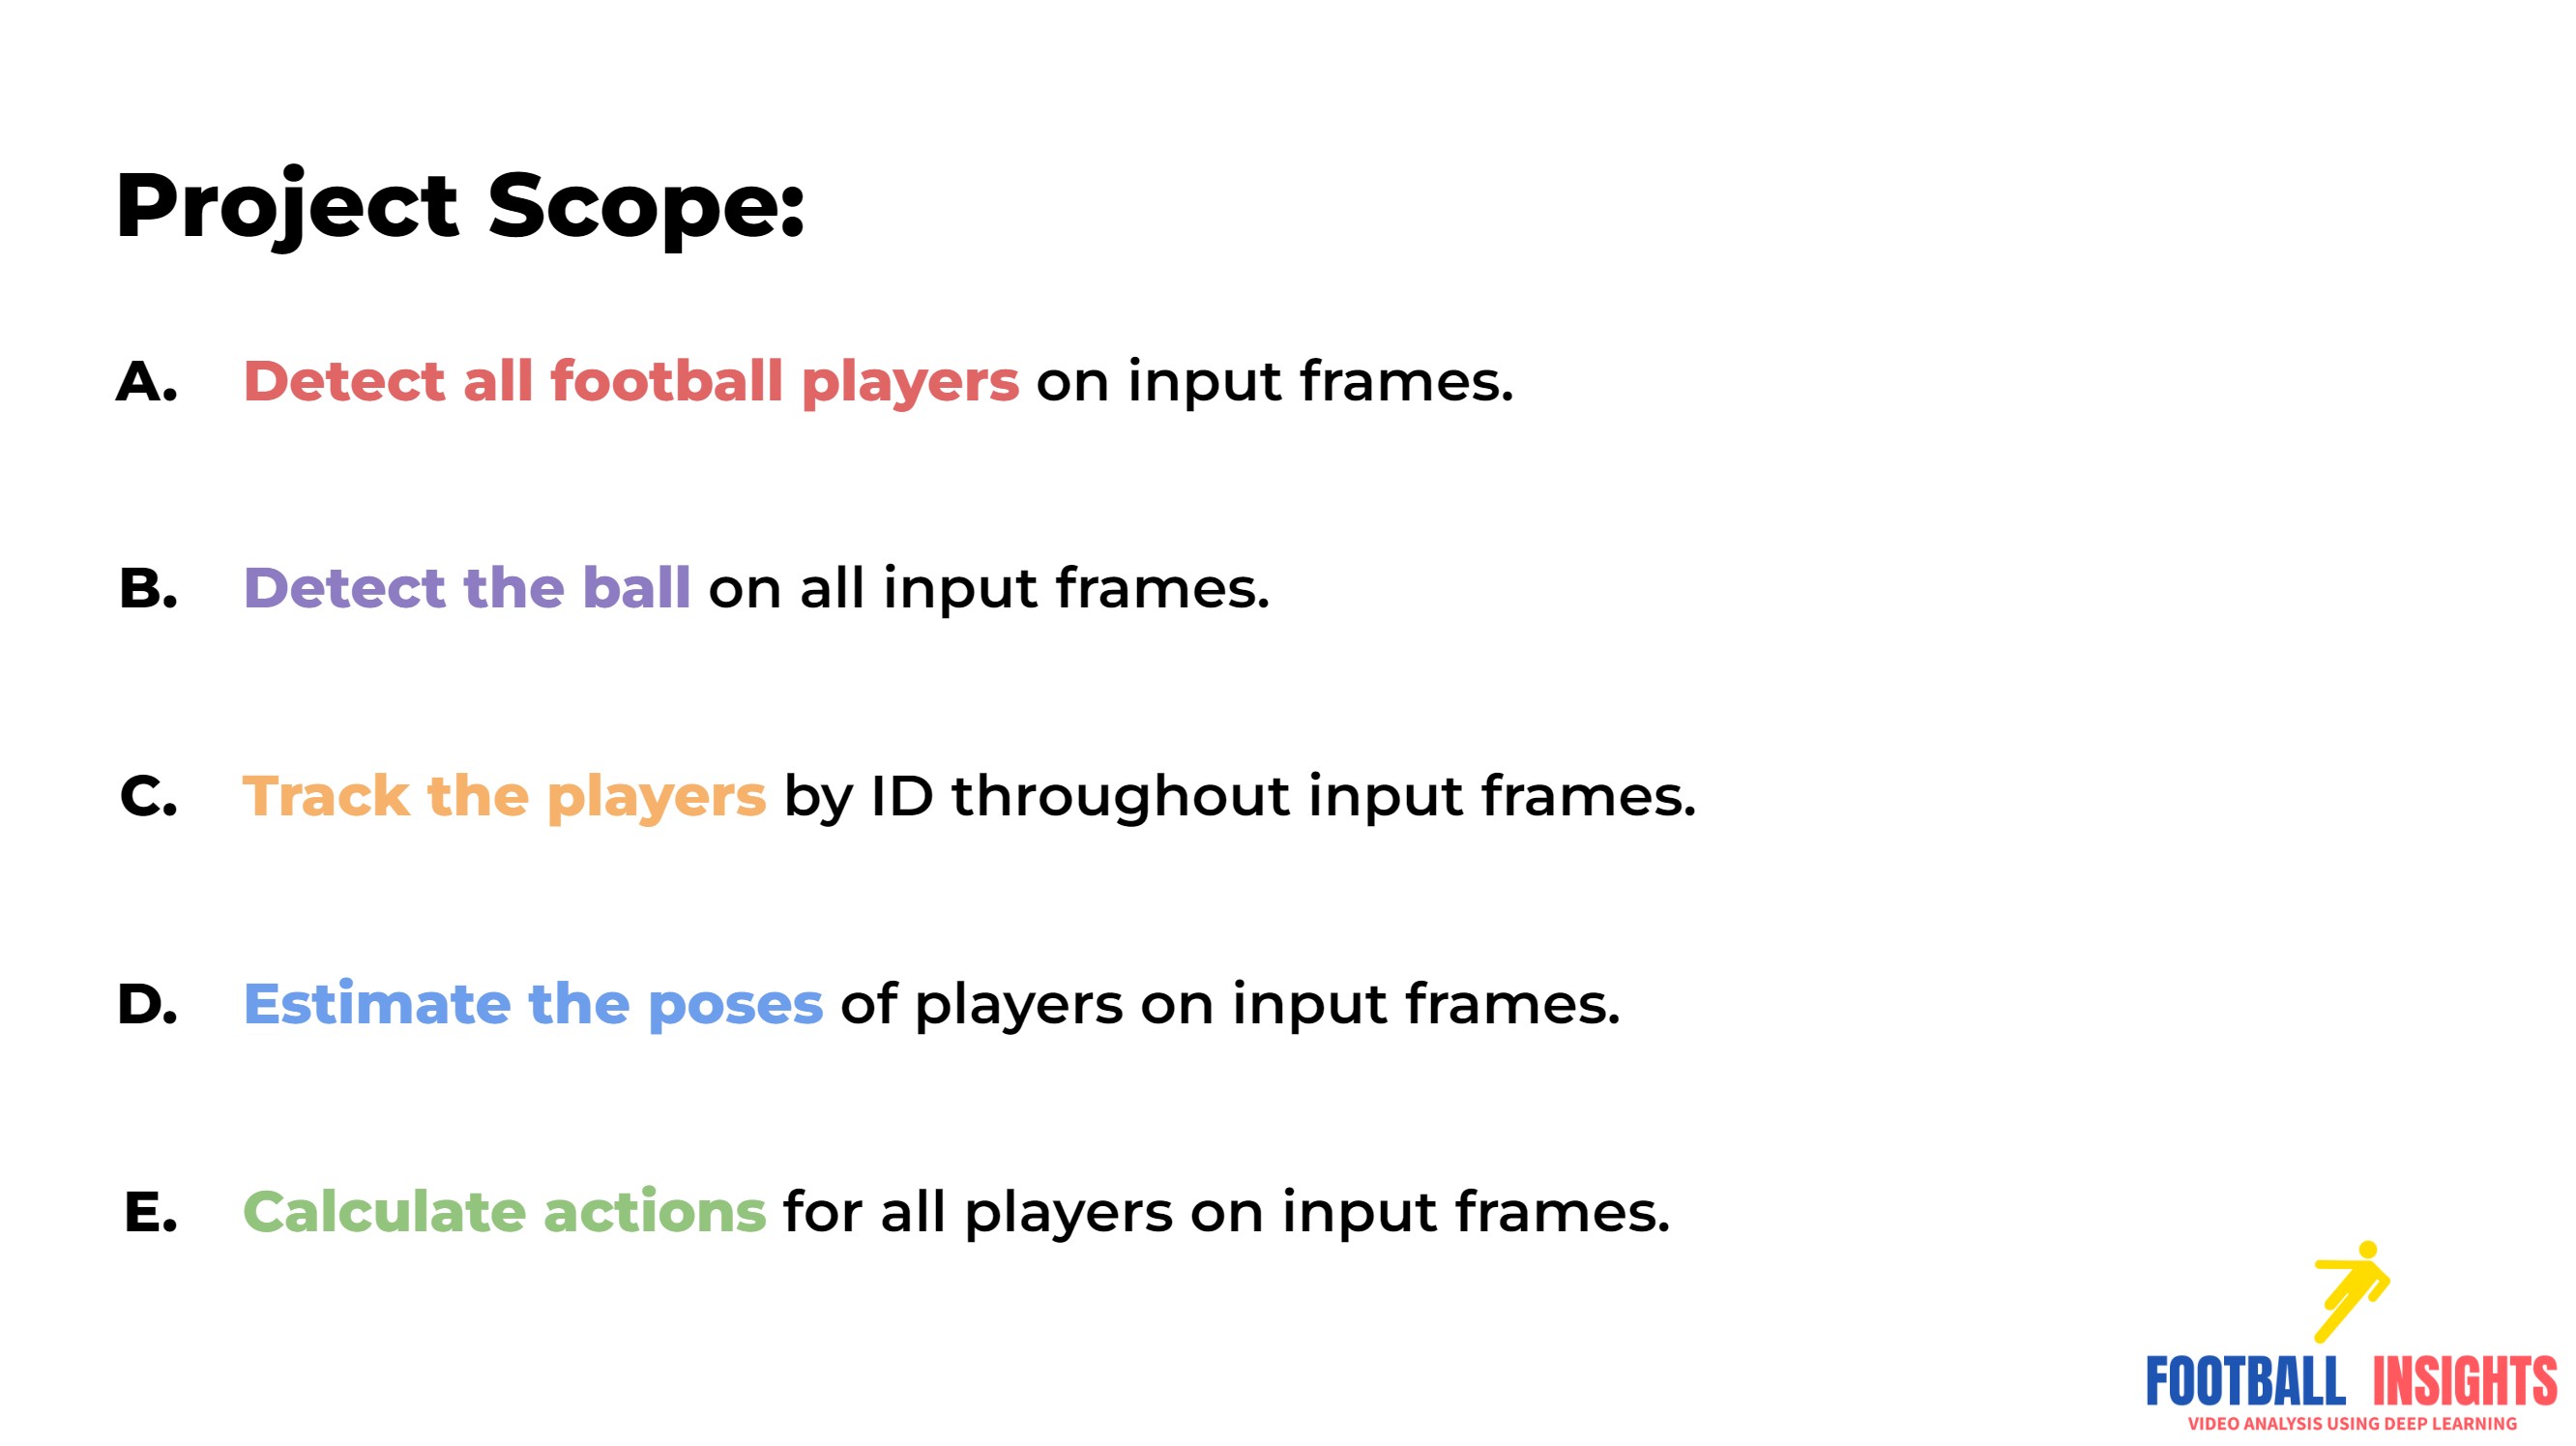 Project Scope:
A. Detect all football players on input frames.
B. Detect the ball on all input frames.
C. Track the players by ID throughout input frames.
D. Estimate the poses of players on input frames.
E. Calculate actions for all players on input frames.
FOOTBALL INSIGHTS
VIDEO ANALYSIS USING DEEP LEARNING